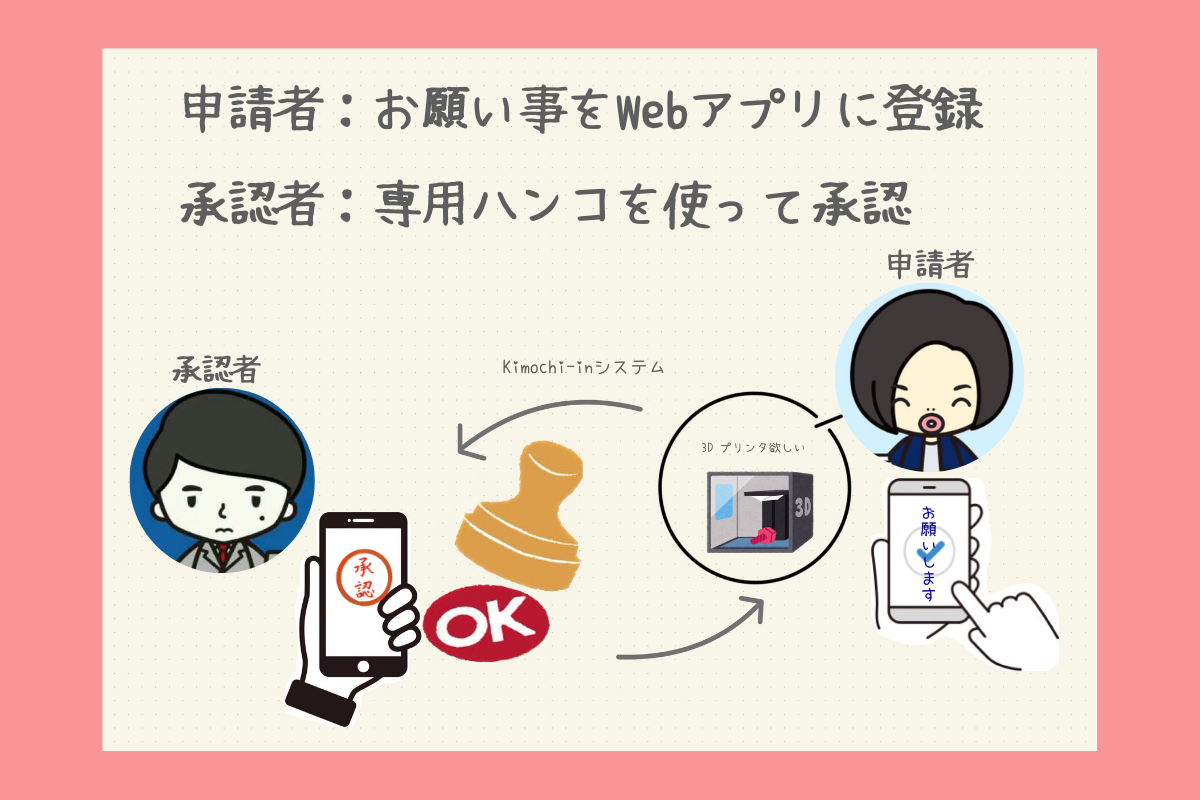 申請者：お願い事をWebアプリに登録
承認者：専用ハンコを使って承認
申請者
承認者
Kimochi-inシステム
3D プリンタ欲しい
3D
お願いします
承認
OK